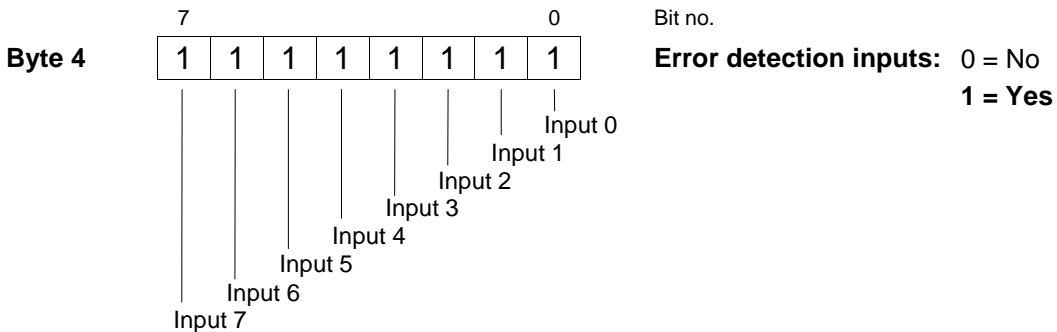 7 0 Bit no.
Byte 4 1 1 1 1 1 1 1 1 Error detection inputs: 0 = No
1 = Yes
Input 0
Input 1
Input 2
Input 3
Input 4
Input 5
Input 6
Input 7